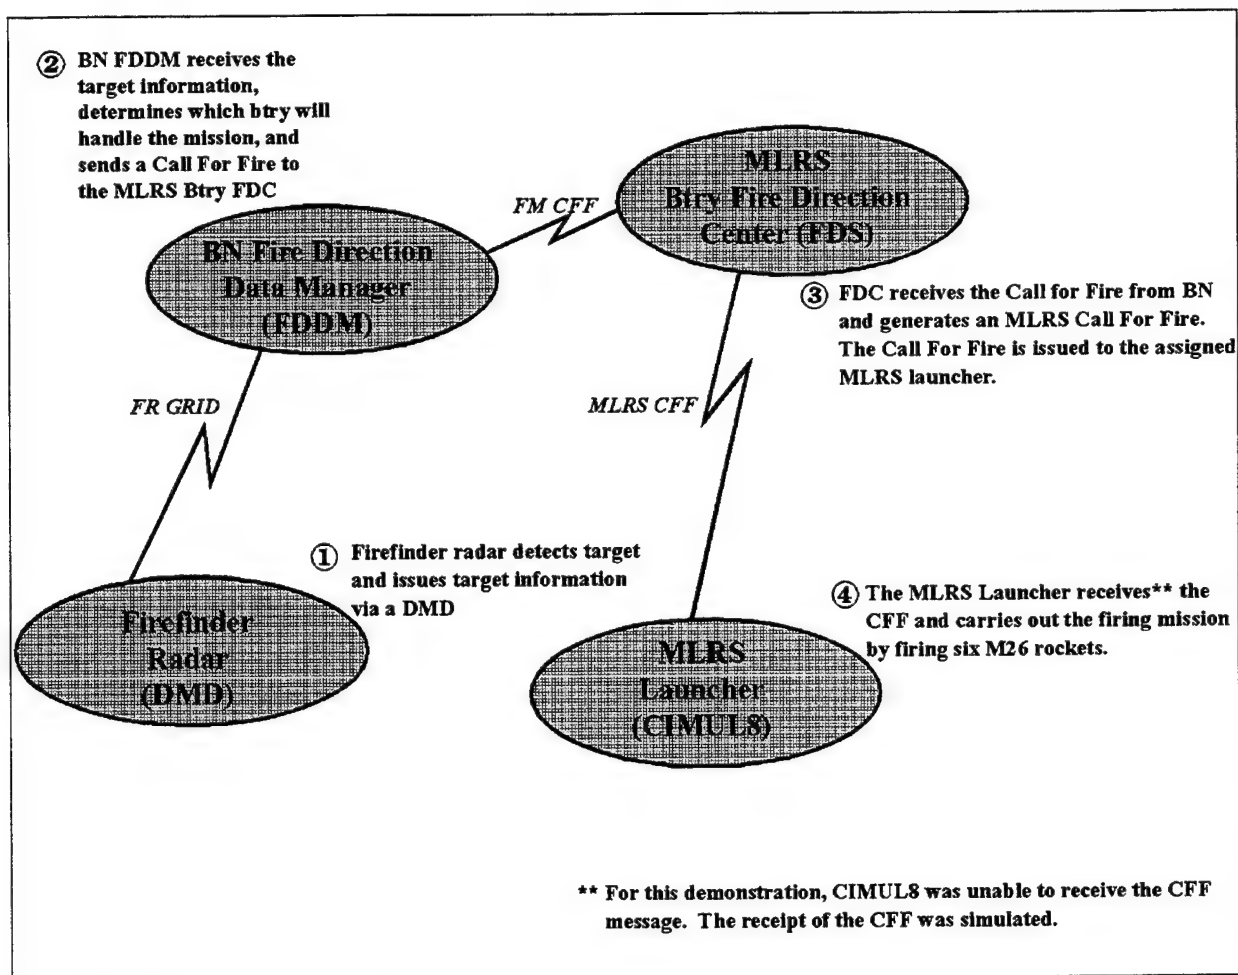 ② BN FDDM receives the
target information,
determines which btry will
handle the mission, and
sends a Call For Fire to
the MLRS Btry FDC
MLRS
Btry Fire Direction
Center (FDS)
FM CFF
BN Fire Direction
Data Manager
(FDDM)
③ FDC receives the Call for Fire from BN
and generates an MLRS Call For Fire.
The Call For Fire is issued to the assigned
MLRS launcher.
FR GRID
MLRS CFF
① Firefinder radar detects target
and issues target information
via a DMD
Firefinder
Radar
(DMD)
④ The MLRS Launcher receives** the
CFF and carries out the firing mission
by firing six M26 rockets.
MLRS
Launcher
(CIMUL8)
** For this demonstration, CIMUL8 was unable to receive the CFF
message. The receipt of the CFF was simulated.